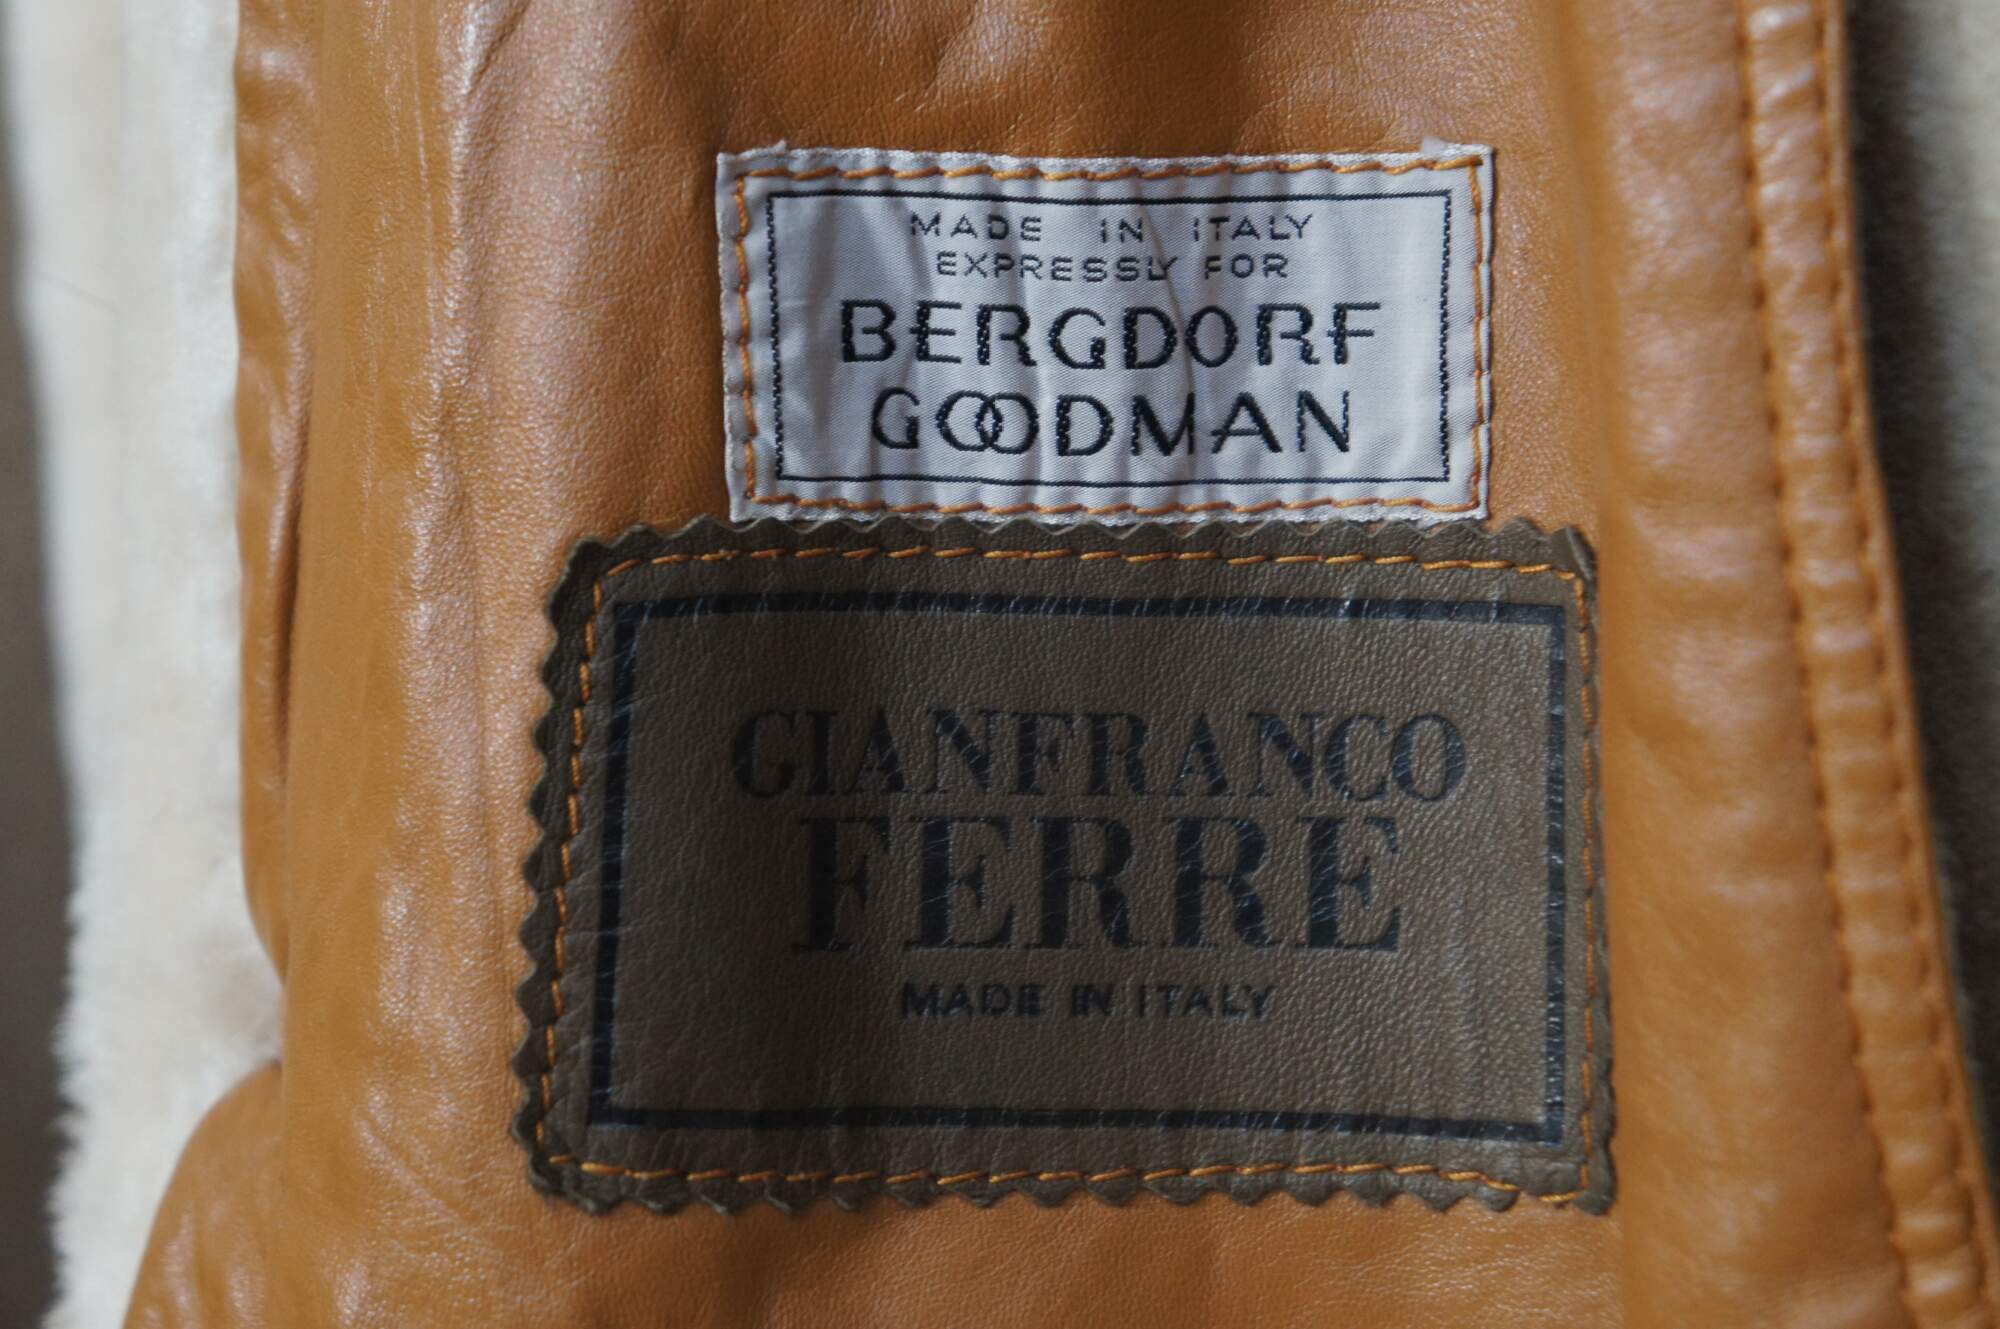 MADE IN ITALY
EXPRESSLY FOR
BERGDORF
GOODMAN
GIANFRANCO
FERRE
MADE IN ITALY